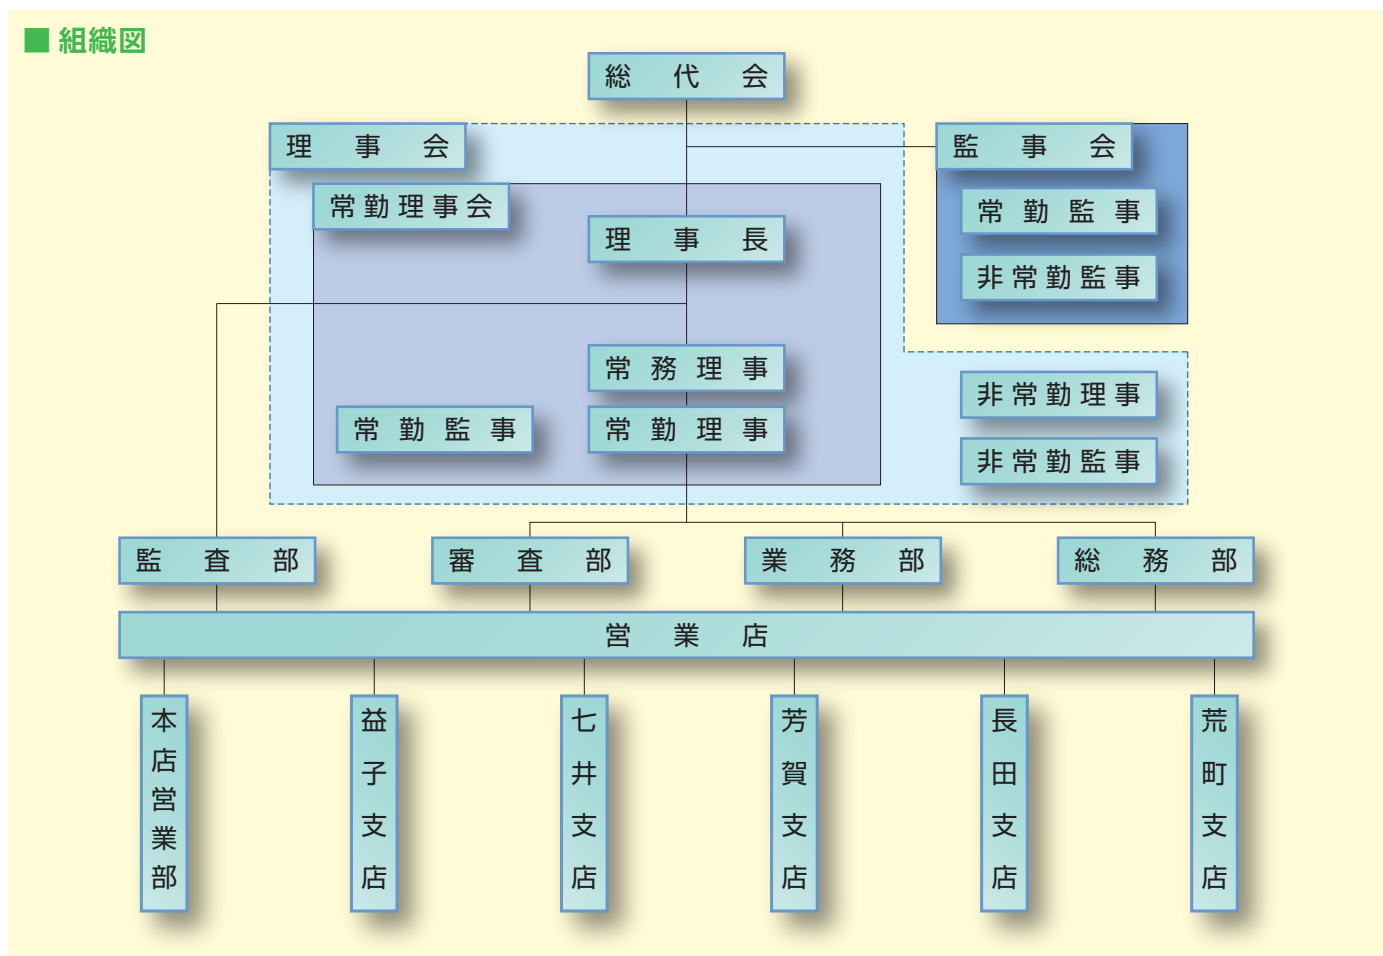 ■ 組織図
総代会
理事会
監事会
常勤理事会
常勤監事
理事長
非常勤監事
常務理事
非常勤理事
常勤監事
常勤理事
非常勤監事
監査部
審査部
業務部
総務部
営業店
本店営業部
益子支店
七井支店
芳賀支店
長田支店
荒町支店